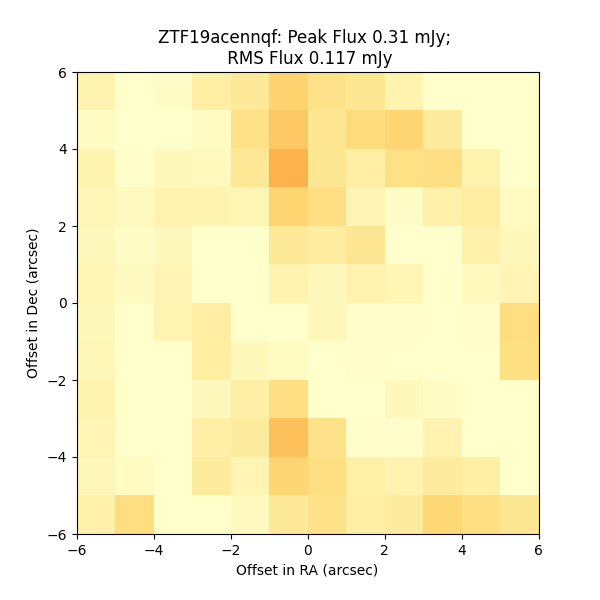 ZTF19acennqf: Peak Flux 0.31 mJy;
RMS Flux 0.117 mJy
6
4
2
0
−2
−4
−6
Offset in Dec (arcsec)
−6 −4 −2 0 2 4 6
Offset in RA (arcsec)